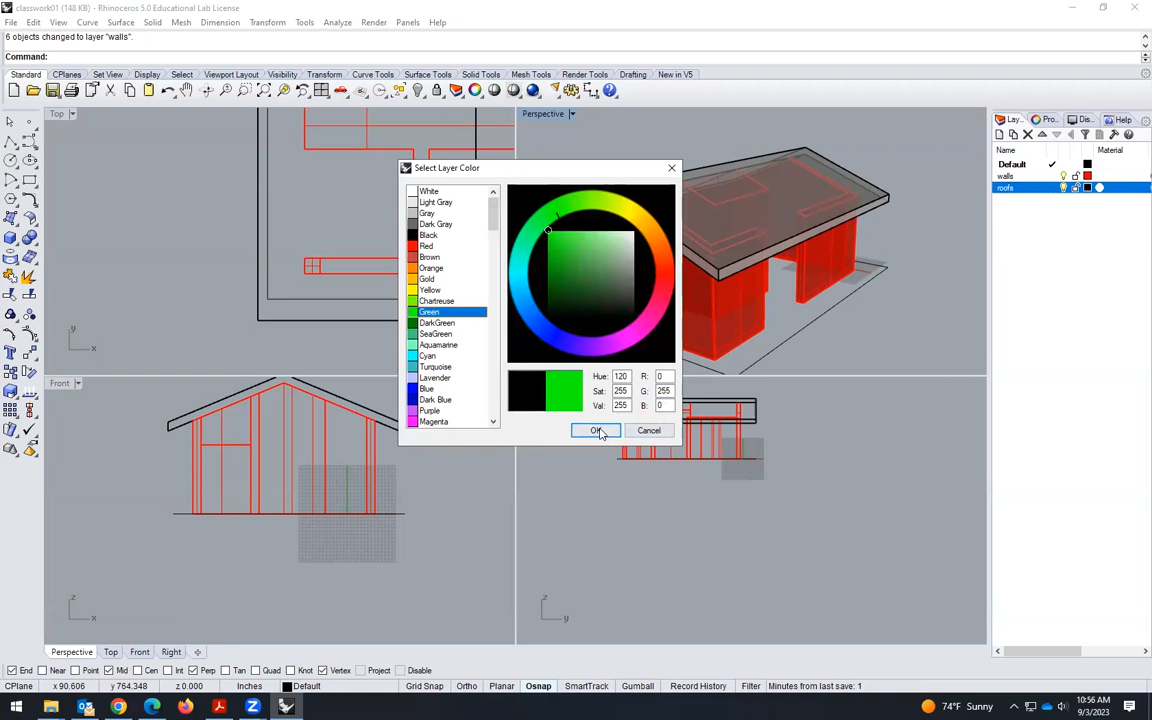 classwork01 (148 KB) - Rhinoceros 5.0 Educational Lab License
File Edit View Curve Surface Solid Mesh Dimension Transform Tools Analyze Render Panels Help
6 objects changed to layer "walls".
Command:
Standard CPlanes Set View Display Select Viewport Layout Visibility Transform Curve Tools Surface Tools Solid Tools Mesh Tools Render Tools Drafting New in V5
Top
Perspective
Lay... Pro... Dis... Help
Name Material
Default
walls
roofs
Select Layer Color
White
Light Gray
Gray
Dark Gray
Black
Red
Brown
Orange
Gold
Yellow
Chartreuse
Green
DarkGreen
SeaGreen
Aquamarine
Cyan
Turquoise
Lavender
Blue
Dark Blue
Purple
Magenta
Hue: 120 R: 0
Sat: 255 G: 255
Val: 255 B: 0
OK Cancel
y
x
Front
z
x
z
y
Perspective Top Front Right
End Near Point Mid Cen Int Perp Tan Quad Knot Vertex Project Disable
CPlane x 90.606 y 764.348 z 0.000 Inches Default Grid Snap Ortho Planar Osnap SmartTrack Gumball Record History Filter Minutes from last save: 1
74°F Sunny
10:56 AM
9/3/2023